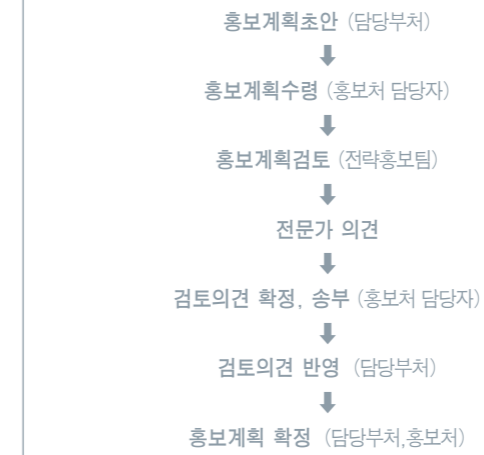 홍보계획초안 (담당부처)
홍보계획수령 (홍보처 담당자)
홍보계획검토 (전략홍보팀)
전문가 의견
검토의견 확정, 송부 (홍보처 담당자)
검토의견 반영 (담당부처)
홍보계획 확정 (담당부처,홍보처)